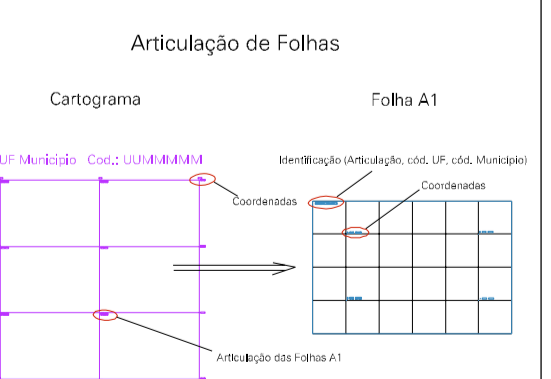 Articulação de Folhas
Cartograma
Folha A1
UF Município Cod.: UUMMMMM
Identificação (Articulação, cód. UF, cód. Município)
Coordenadas
Coordenadas
Articulação das Folhas A1